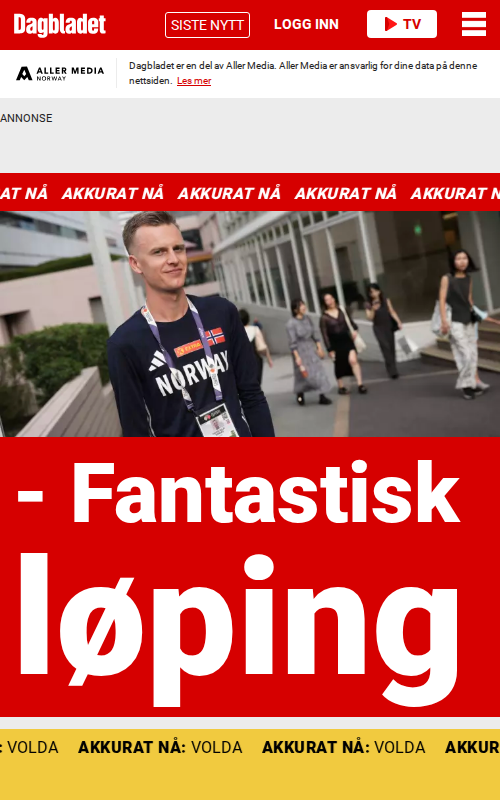 Dagbladet
SISTE NYTT
LOGG INN
TV
ALLER MEDIA
NORWAY
Dagbladet er en del av Aller Media. Aller Media er ansvarlig for dine data på denne
nettsiden. Les mer
ANNONSE
AT NÅ AKKURAT NÅ AKKURAT NÅ AKKURAT NÅ AKKURAT N
NORWAY
- Fantastisk
løping
: VOLDA AKKURAT NÅ: VOLDA AKKURAT NÅ: VOLDA AKKUR